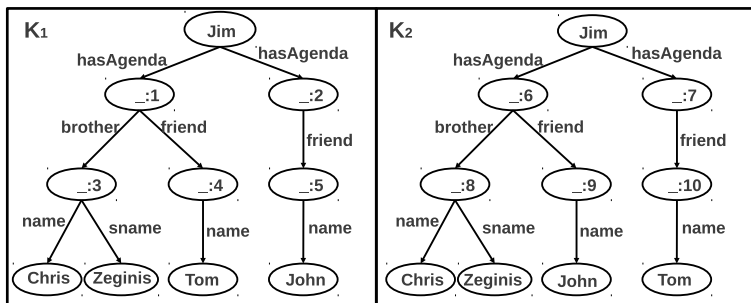 K1 Jim K2 Jim
hasAgenda hasAgenda hasAgenda hasAgenda
_:1 _:2 _:6 _:7
brother friend friend brother friend friend
_:3 _:4 _:5 _:8 _:9 _:10
name sname name name name sname name name
Chris Zeginis Tom John Chris Zeginis John Tom